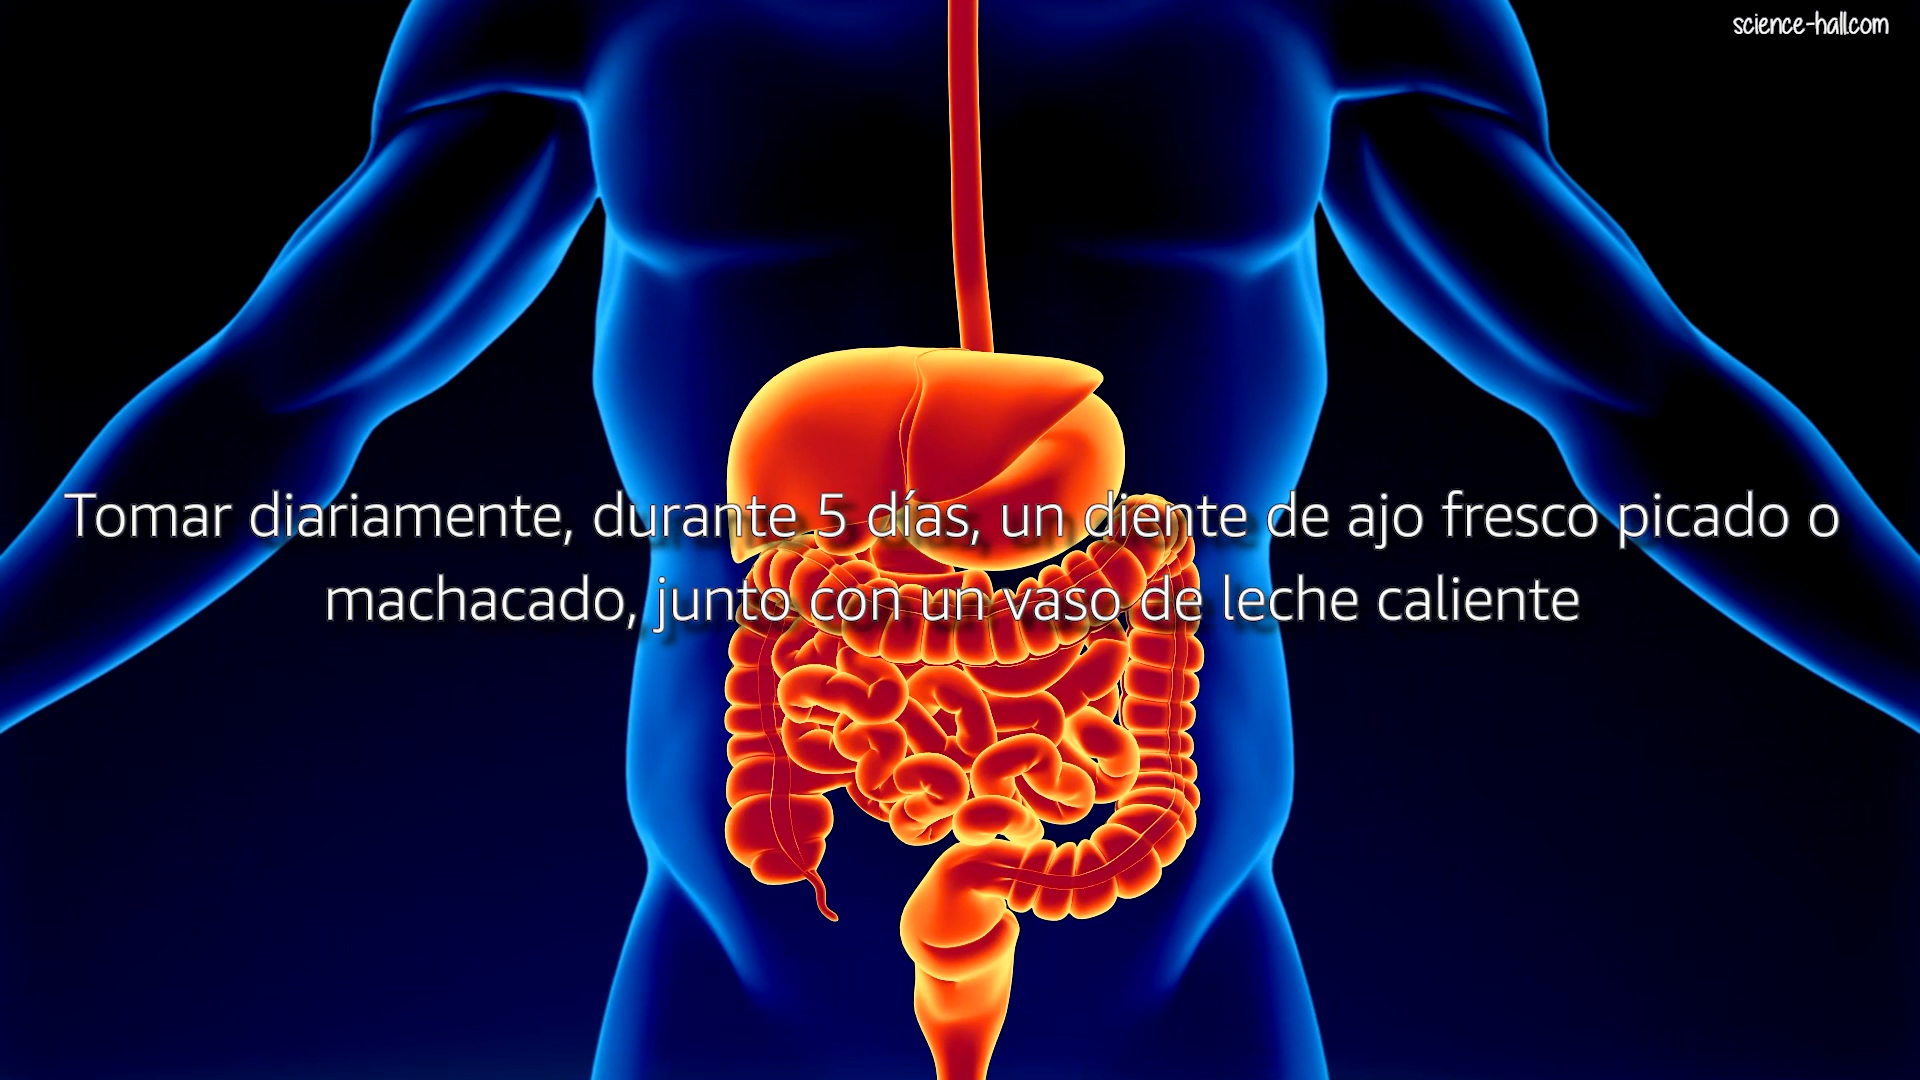 science-hall.com
Tomar diariamente, durante 5 días, un diente de ajo fresco picado o
machacado, junto con un vaso de leche caliente